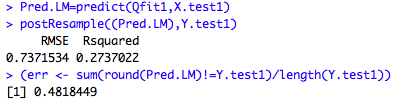 > Pred.LM=predict(Qfit1,X.test1)
> postResample((Pred.LM),Y.test1)
     RMSE  Rsquared
0.7371534 0.2737022
> (err <- sum(round(Pred.LM)!=Y.test1)/length(Y.test1))
[1] 0.4818449